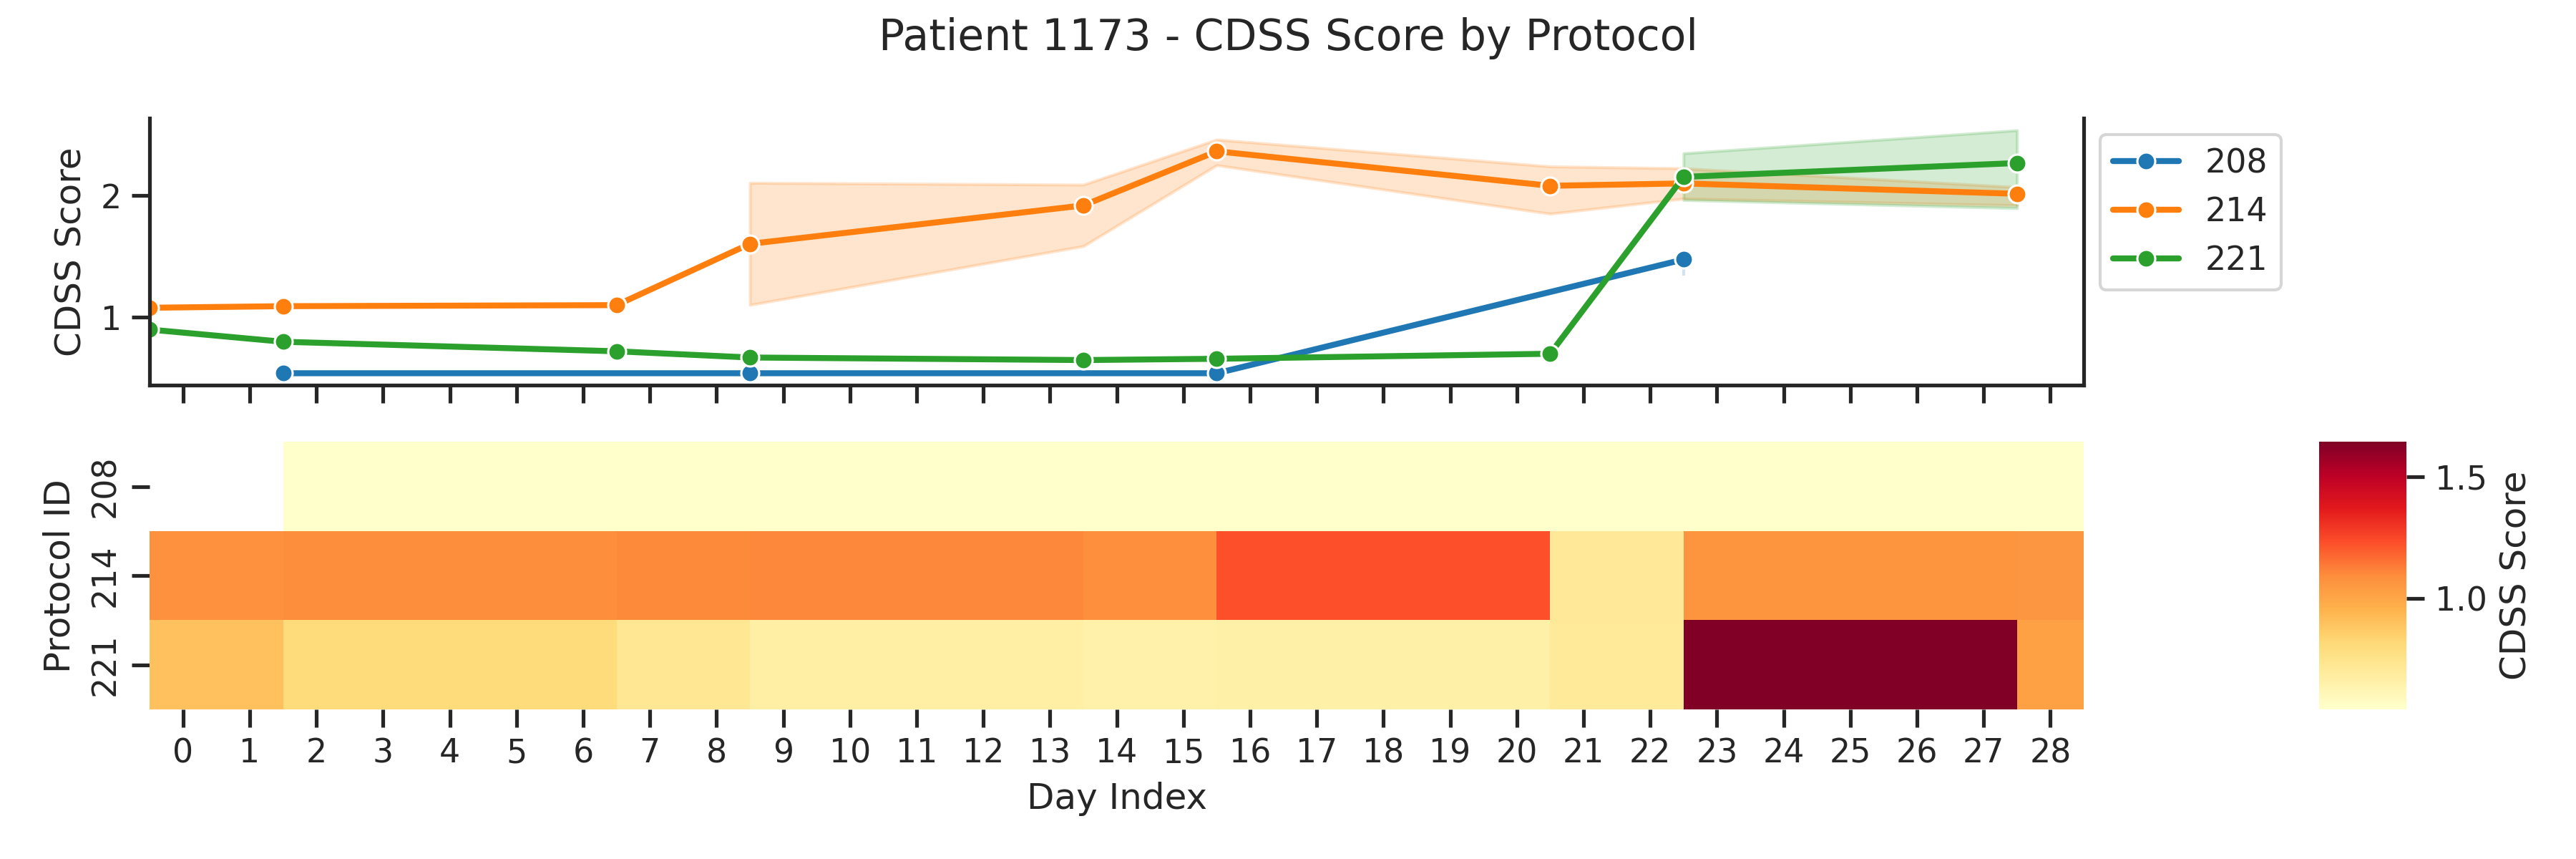 Patient 1173 - CDSS Score by Protocol
CDSS Score
2
1
208
214
221
Protocol ID
208
214
221
0 1 2 3 4 5 6 7 8 9 10 11 12 13 14 15 16 17 18 19 20 21 22 23 24 25 26 27 28
Day Index
1.5
1.0
CDSS Score